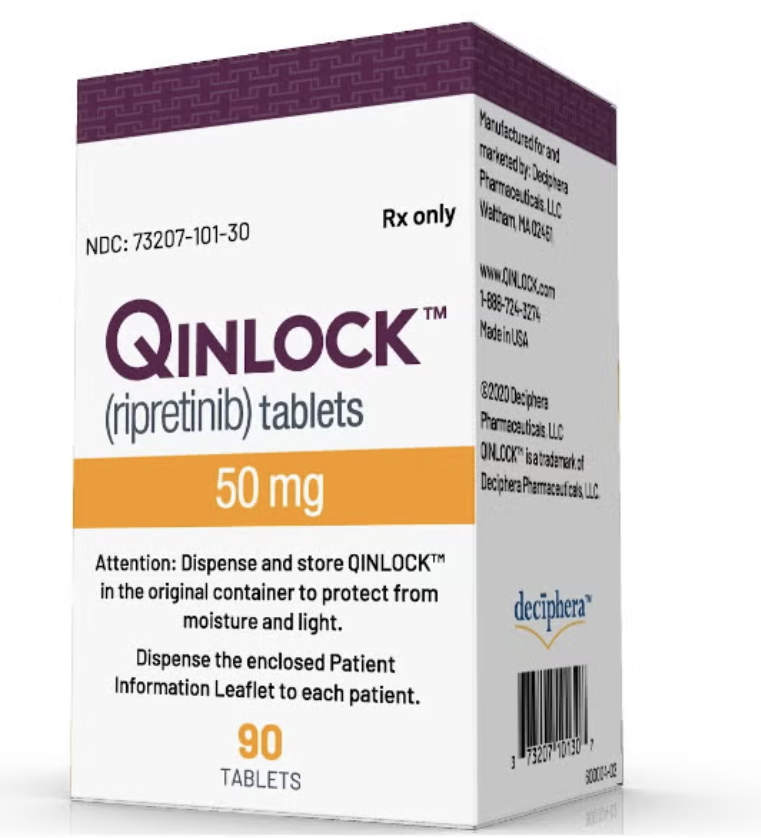 NDC: 73207-101-30
Rx only
QINLOCK™
(ripretinib) tablets
50 mg
Attention: Dispense and store QINLOCK™
in the original container to protect from
moisture and light.
Dispense the enclosed Patient
Information Leaflet to each patient.
90
TABLETS
Manufactured for and
marketed by: Deciphera
Pharmaceuticals, LLC
Waltham, MA 02451
www.QINLOCK.com
1-888-724-3274
Made in USA
©2020 Deciphera
Pharmaceuticals, LLC
QINLOCK™ is a trademark of
Deciphera Pharmaceuticals, LLC.
decīphera™
3 73207 10130 7
600004-02